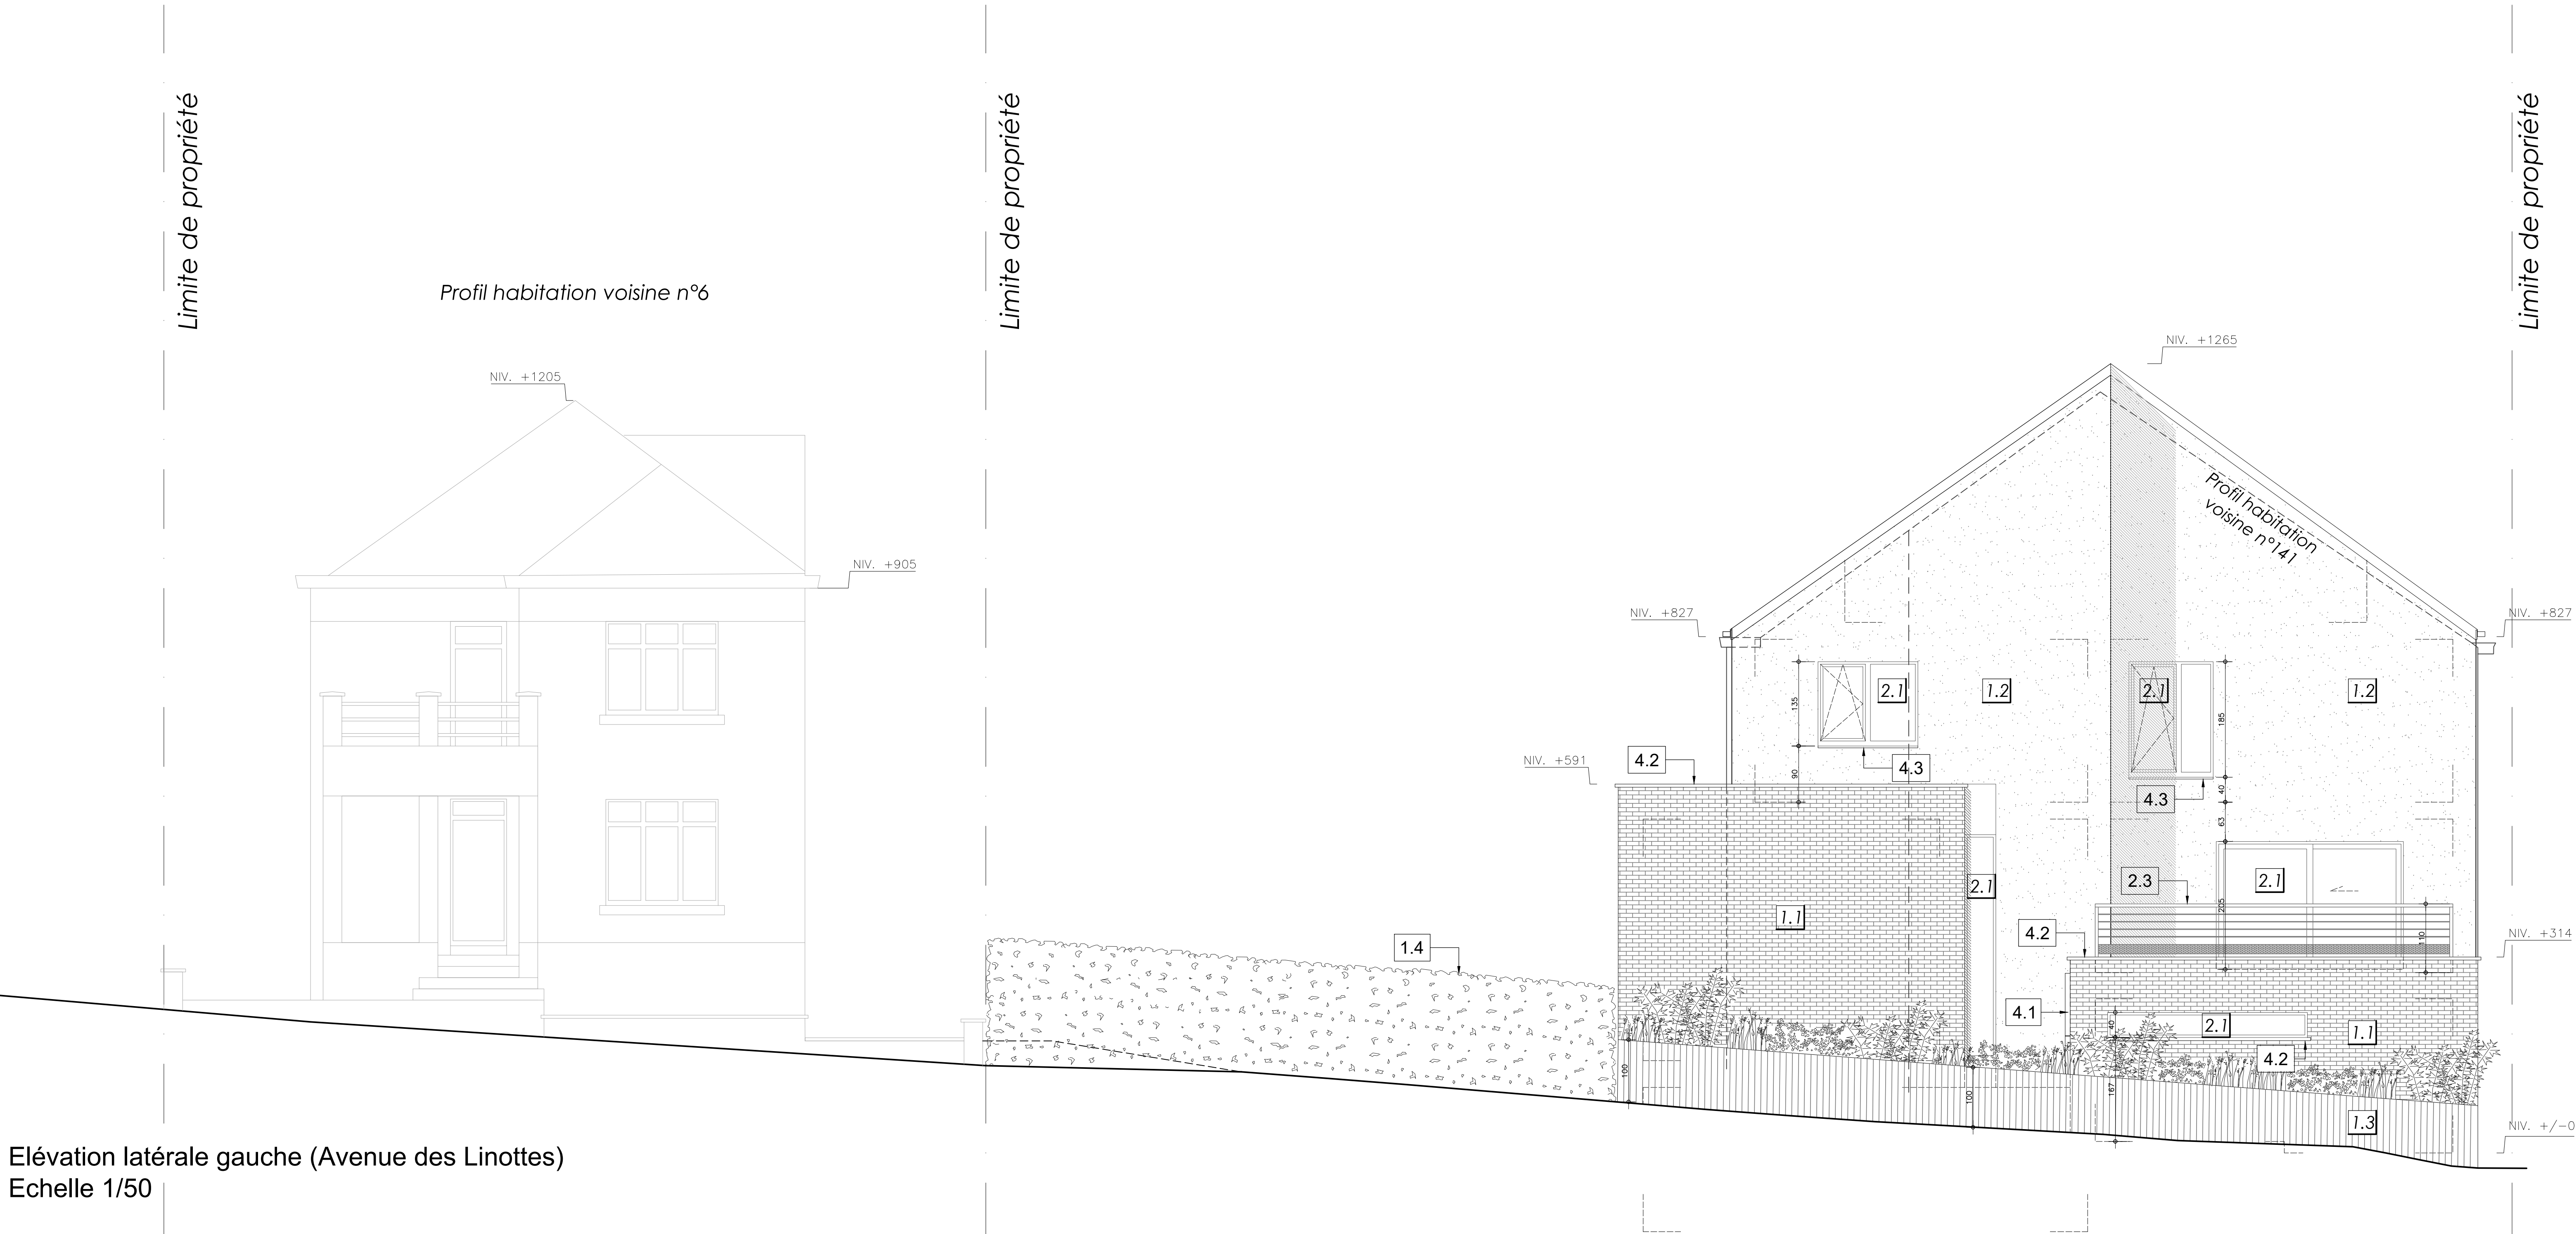 Limite de propriété
Limite de propriété
Limite de propriété
Profil habitation voisine n°6
NIV. +1205
NIV. +905
NIV. +1265
Profil habitation
voisine n°141
NIV. +827
NIV. +827
NIV. +591
NIV. +314
NIV. +/-0
4.2
2.1
1.2
2.1
1.2
4.3
4.3
135
90
185
40
63
205
110
2.3
2.1
2.1
1.1
1.4
4.2
4.1
2.1
1.1
4.2
40
167
100
100
1.3
Elévation latérale gauche (Avenue des Linottes)
Echelle 1/50